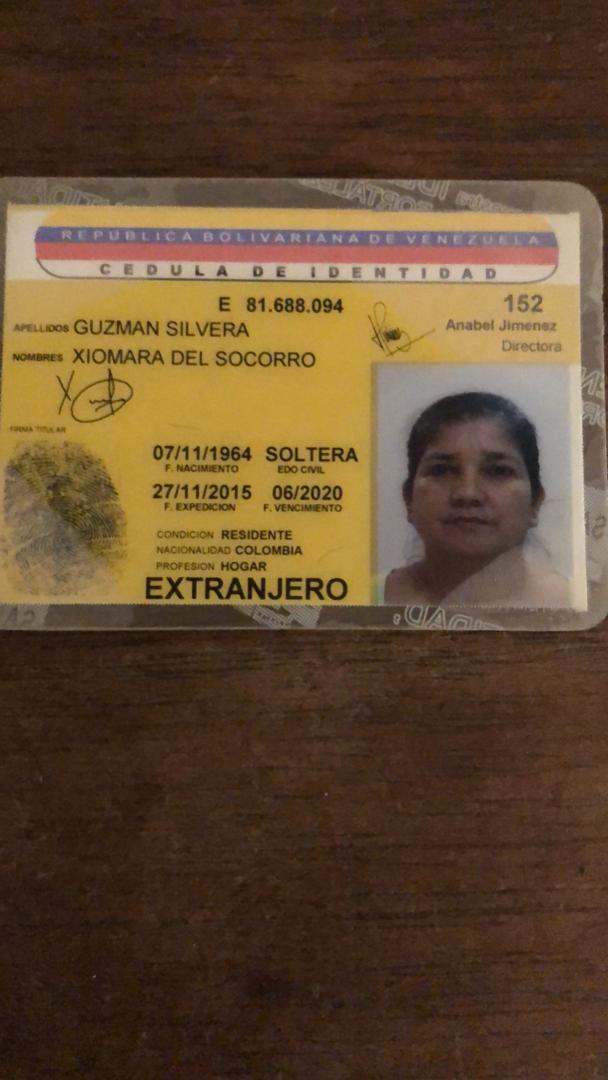 REPUBLICA BOLIVARIANA DE VENEZUELA
CEDULA DE IDENTIDAD
E 81.688.094
152
APELLIDOS GUZMAN SILVERA
Anabel Jimenez
Directora
NOMBRES XIOMARA DEL SOCORRO
FIRMA TITULAR
07/11/1964 SOLTERA
F. NACIMIENTO EDO CIVIL
27/11/2015 06/2020
F. EXPEDICION F. VENCIMIENTO
CONDICION RESIDENTE
NACIONALIDAD COLOMBIA
PROFESION HOGAR
EXTRANJERO